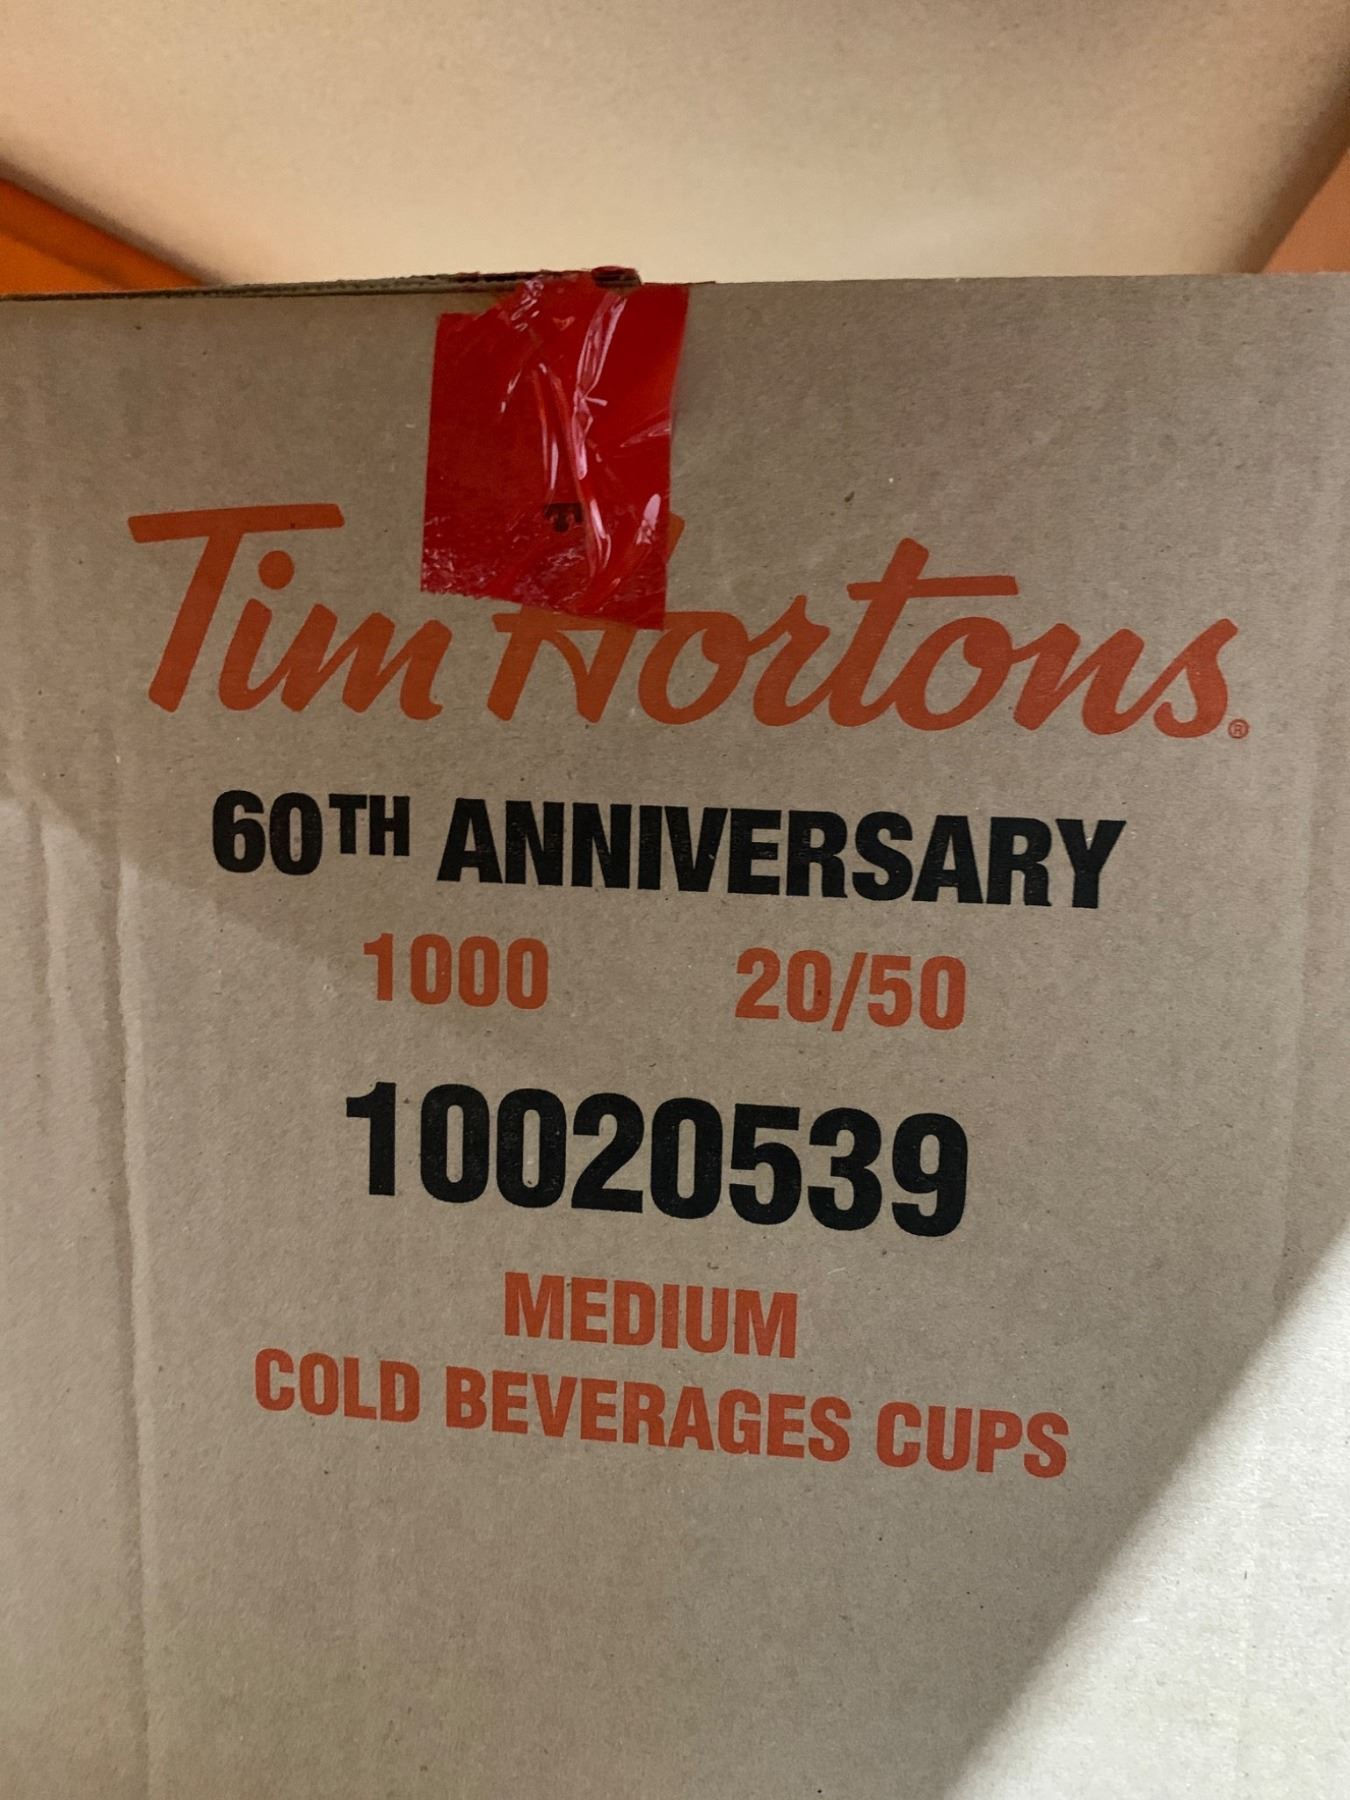 Tim Hortons®
60TH ANNIVERSARY
1000 20/50
10020539
MEDIUM
COLD BEVERAGES CUPS